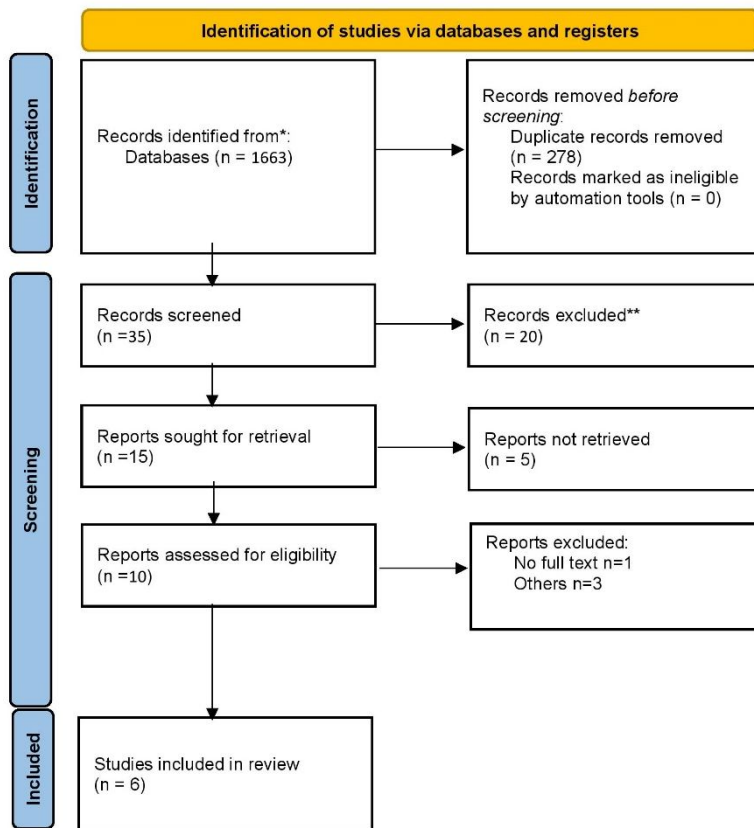 Identification of studies via databases and registers
Identification
Records identified from*:
Databases (n = 1663)
Records removed before
screening:
Duplicate records removed
(n = 278)
Records marked as ineligible
by automation tools (n = 0)
Screening
Records screened
(n =35)
Records excluded**
(n = 20)
Reports sought for retrieval
(n =15)
Reports not retrieved
(n = 5)
Reports assessed for eligibility
(n =10)
Reports excluded:
No full text n=1
Others n=3
Included
Studies included in review
(n = 6)